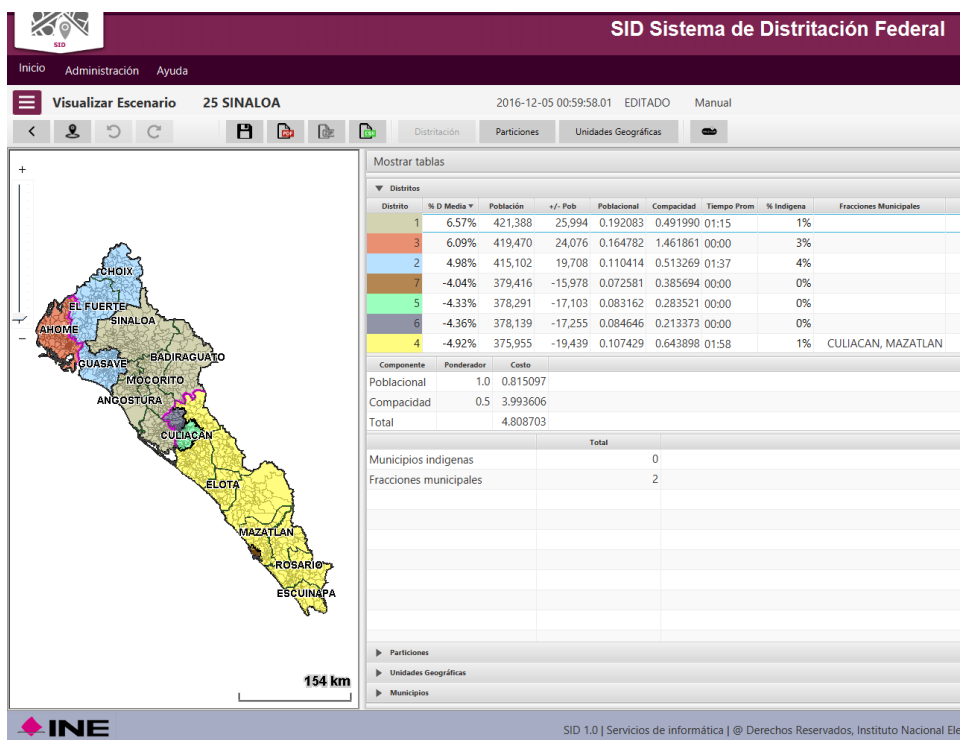 SID
SID Sistema de Distritación Federal
Inicio Administración Ayuda
Visualizar Escenario 25 SINALOA 2016-12-05 00:59:58.01 EDITADO Manual
Distritación Particiones Unidades Geográficas
Mostrar tablas
Distritos
Distrito % D Media ▼ Población +/- Pob Poblacional Compacidad Tiempo Prom % Indigena Fracciones Municipales
1 6.57% 421,388 25,994 0.192083 0.491990 01:15 1%
3 6.09% 419,470 24,076 0.164782 1.461861 00:00 3%
2 4.98% 415,102 19,708 0.110414 0.513269 01:37 4%
7 -4.04% 379,416 -15,978 0.072581 0.385694 00:00 0%
5 -4.33% 378,291 -17,103 0.083162 0.283521 00:00 0%
6 -4.36% 378,139 -17,255 0.084646 0.213373 00:00 0%
4 -4.92% 375,955 -19,439 0.107429 0.643898 01:58 1% CULIACAN, MAZATLAN
Componente Ponderador Costo
Poblacional 1.0 0.815097
Compacidad 0.5 3.993606
Total 4.808703
Total
Municipios indigenas 0
Fracciones municipales 2
Particiones
Unidades Geográficas
Municipios
+
−
CHOIX
EL FUERTE
SINALOA
AHOME
BADIRAGUATO
GUASAVE
MOCORITO
ANGOSTURA
CULIACAN
ELOTA
MAZATLAN
ROSARIO
ESCUINAPA
154 km
INE
SID 1.0 | Servicios de informática | @ Derechos Reservados, Instituto Nacional Ele